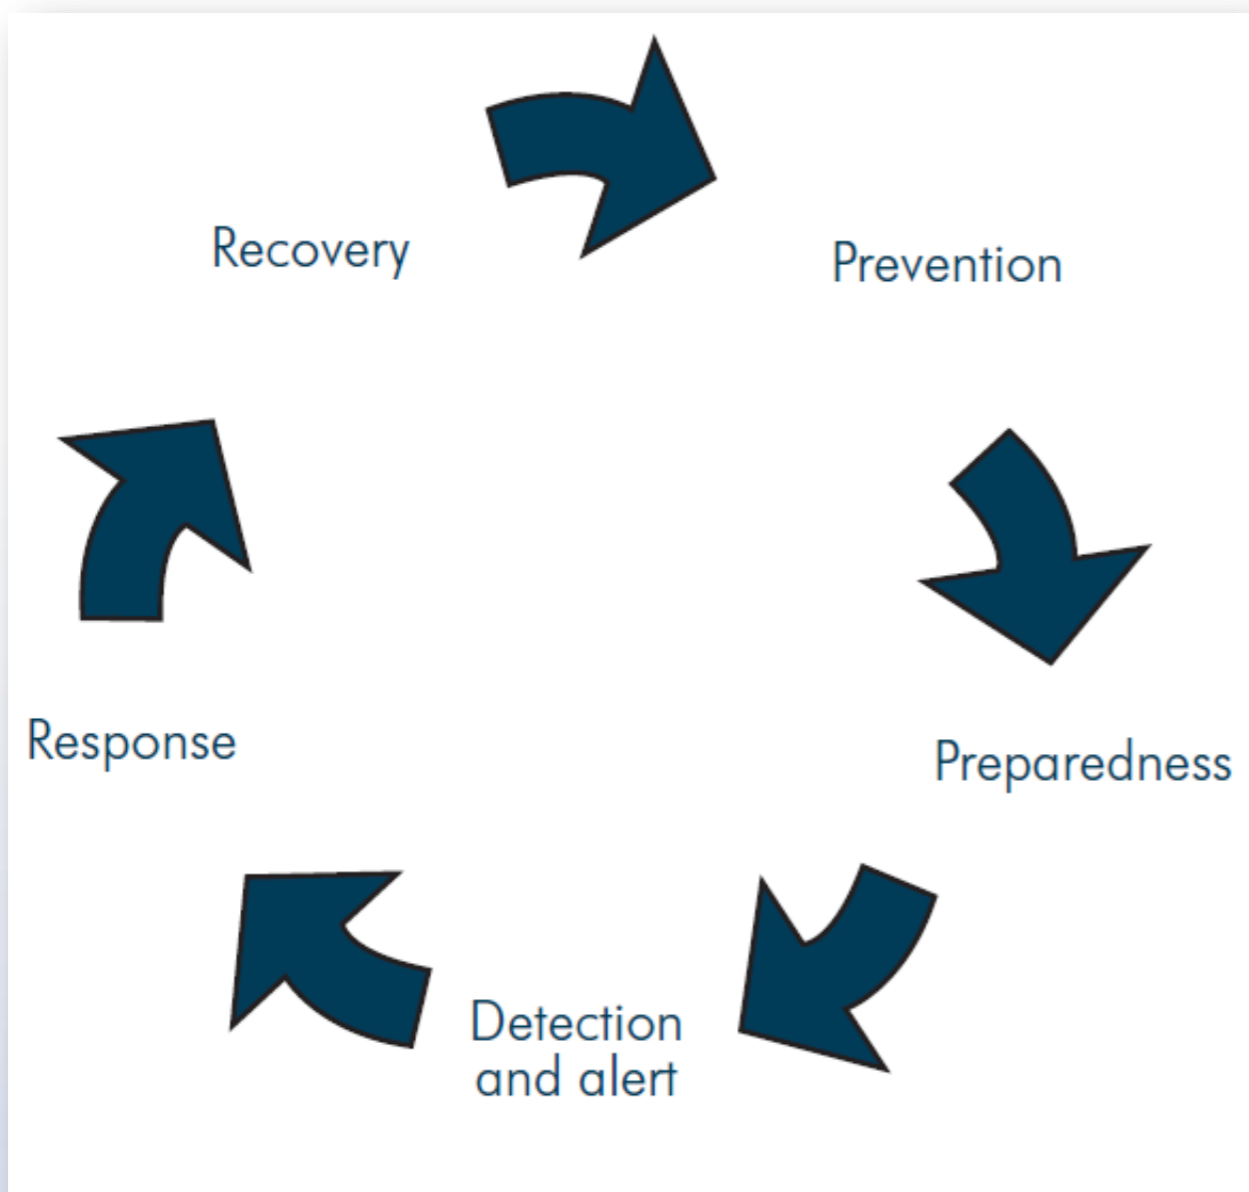 Recovery
Prevention
Response
Preparedness
Detection
and alert